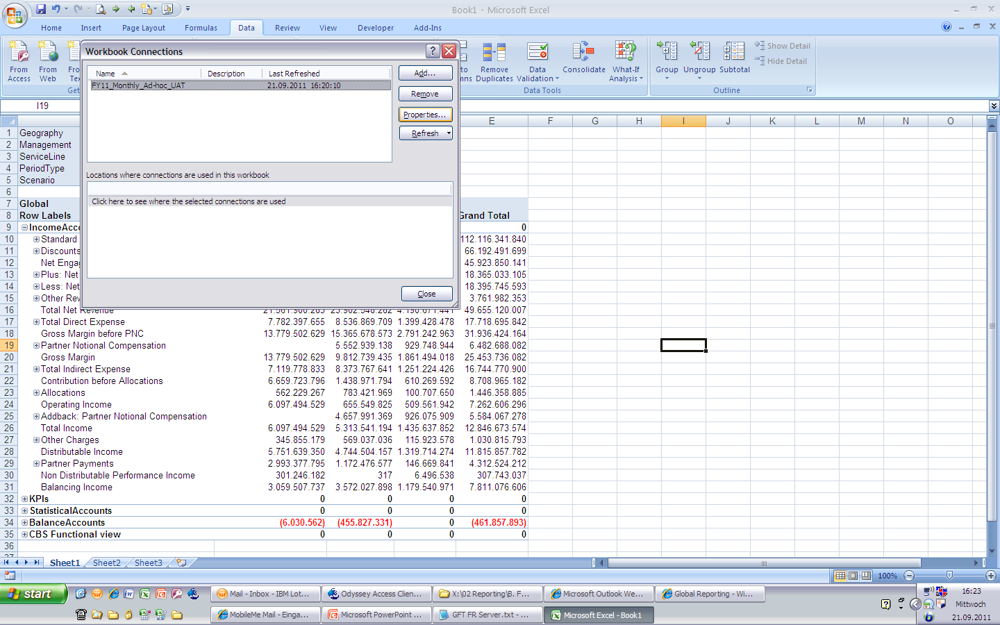 Book1 - Microsoft Excel
Home Insert Page Layout Formulas Data Review View Developer Add-Ins
From Access
From Web
Remove Duplicates
Data Validation
Consolidate
What-If Analysis
Data Tools
Group
Ungroup
Subtotal
Show Detail
Hide Detail
Outline
Workbook Connections
Name Description Last Refreshed
FY11_Monthly_Ad-hoc_UAT 21.09.2011 16:20:10
Add...
Remove
Properties...
Refresh
Locations where connections are used in this workbook
Click here to see where the selected connections are used
Close
I19
E F G H I J K L M N O
1 Geography
2 Management
3 ServiceLine
4 PeriodType
5 Scenario
6
7 Global
8 Row Labels Grand Total
9 IncomeAcco 0
10 Standard 112.116.341.840
11 Discounts 66.192.491.699
12 Net Enga 45.923.850.141
13 Plus: Net 18.365.033.105
14 Less: Net 18.395.745.593
15 Other Rev 3.761.982.353
16 Total Net Revenue 49.655.120.007
17 Total Direct Expense 7.782.397.655 8.536.869.709 1.399.428.478 17.718.695.842
18 Gross Margin before PNC 13.779.502.629 15.365.678.573 2.791.242.963 31.936.424.164
19 Partner Notional Compensation 5.552.939.138 929.748.944 6.482.688.082
20 Gross Margin 13.779.502.629 9.812.739.435 1.861.494.018 25.453.736.082
21 Total Indirect Expense 7.119.778.833 8.373.767.641 1.251.224.426 16.744.770.900
22 Contribution before Allocations 6.659.723.796 1.438.971.794 610.269.592 8.708.965.182
23 Allocations 562.229.267 783.421.969 100.707.650 1.446.358.885
24 Operating Income 6.097.494.529 655.549.825 509.561.942 7.262.606.296
25 Addback: Partner Notional Compensation 4.657.991.369 926.075.909 5.584.067.278
26 Total Income 6.097.494.529 5.313.541.194 1.435.637.852 12.846.673.574
27 Other Charges 345.855.179 569.037.036 115.923.578 1.030.815.793
28 Distributable Income 5.751.639.350 4.744.504.157 1.319.714.274 11.815.857.782
29 Partner Payments 2.993.377.795 1.172.476.577 146.669.841 4.312.524.212
30 Non Distributable Performance Income 301.246.182 317 6.496.538 307.743.037
31 Balancing Income 3.059.507.737 3.572.027.898 1.179.540.971 7.811.076.606
32 KPIs 0 0 0 0
33 StatisticalAccounts 0 0 0 0
34 BalanceAccounts (6.030.562) (455.827.331) 0 (461.857.893)
35 CBS Functional view 0 0 0 0
36
Sheet1 Sheet2 Sheet3
100%
start
Mail - Inbox - IBM Lot...
Odyssey Access Clien...
X:\02 Reporting\B. F...
Microsoft Outlook We...
Global Reporting - Wi...
16:23
MobileMe Mail - Einga...
Microsoft PowerPoint ...
GFT FR Server.txt - ...
Microsoft Excel - Book1
Mittwoch
21.09.2011